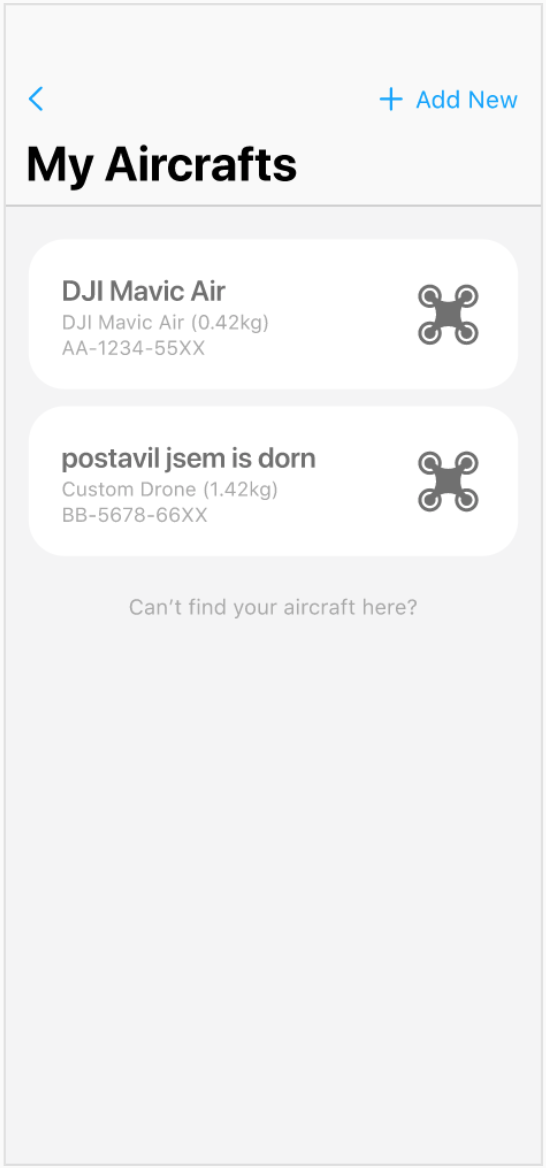 + Add New
My Aircrafts
DJI Mavic Air
DJI Mavic Air (0.42kg)
AA-1234-55XX
postavil jsem is dorn
Custom Drone (1.42kg)
BB-5678-66XX
Can’t find your aircraft here?